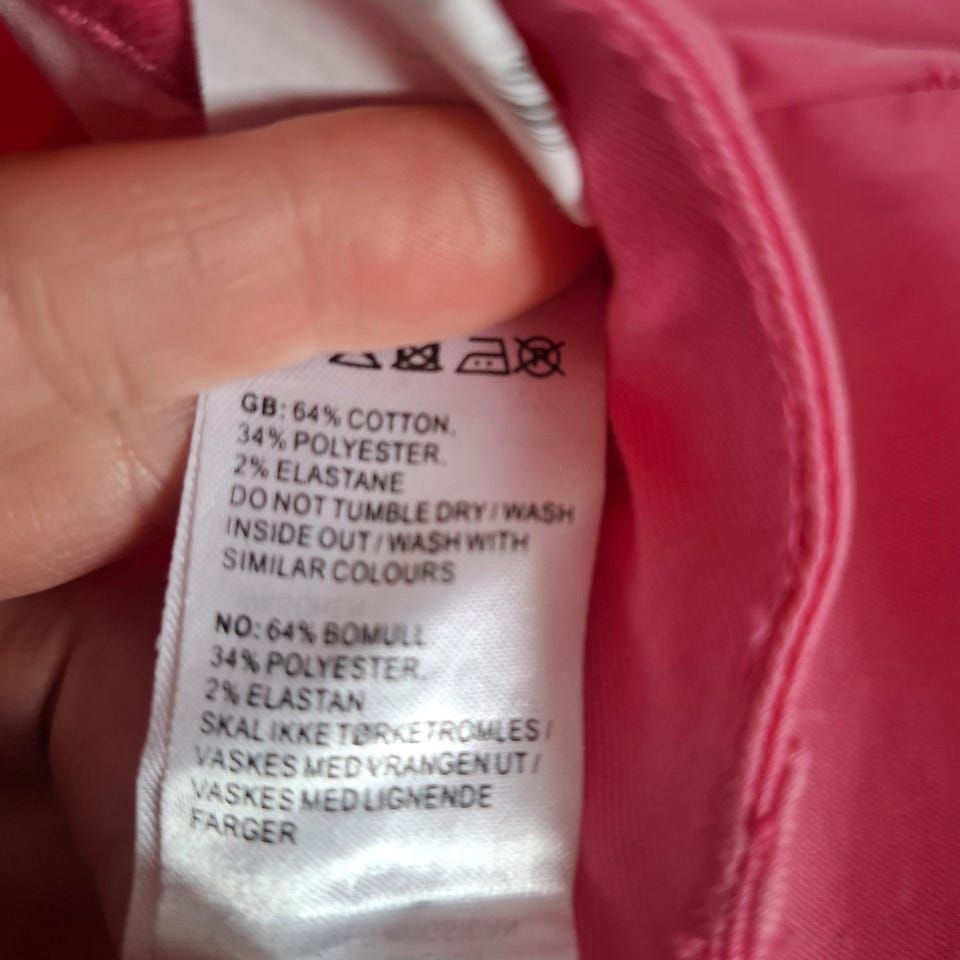 GB: 64% COTTON.
34% POLYESTER.
2% ELASTANE
DO NOT TUMBLE DRY / WASH
INSIDE OUT / WASH WITH
SIMILAR COLOURS
NO: 64% BOMULL
34% POLYESTER.
2% ELASTAN
SKAL IKKE TØRKETROMLES /
VASKES MED VRANGEN UT /
VASKES MED LIGNENDE
FARGER